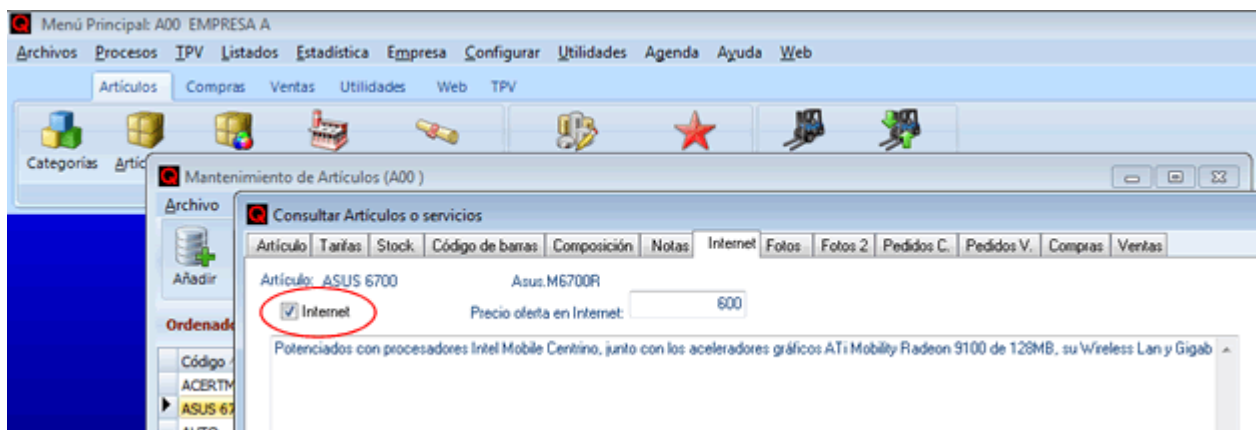 Menú Principal: A00 EMPRESA A
Archivos Procesos TPV Listados Estadística Empresa Configurar Utilidades Agenda Ayuda Web
Artículos Compras Ventas Utilidades Web TPV
Categorías
Mantenimiento de Artículos (A00 )
Archivo
Consultar Artículos o servicios
Artículo Tarifas Stock Código de barras Composición Notas Internet Fotos Fotos 2 Pedidos C. Pedidos V. Compras Ventas
Añadir
Artículo: ASUS 6700 Asus.M6700R
Internet Precio oferta en Internet: 600
Potenciados con procesadores Intel Mobile Centrino, junto con los aceleradores gráficos ATi Mobility Radeon 9100 de 128MB, su Wireless Lan y Gigab
Código